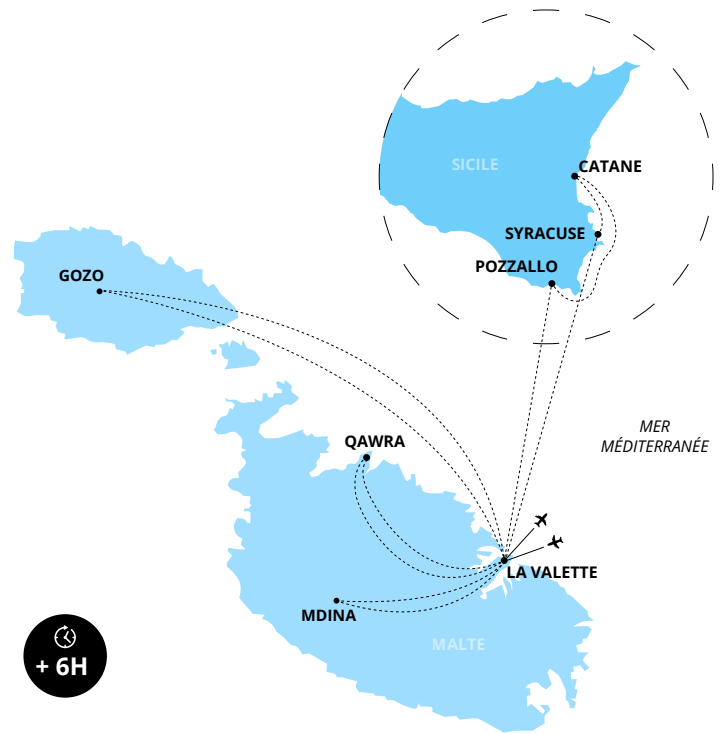 SICILE
CATANE
SYRACUSE
POZZALLO
GOZO
MER
MÉDITERRANÉE
QAWRA
LA VALETTE
MDINA
MALTE
+ 6H